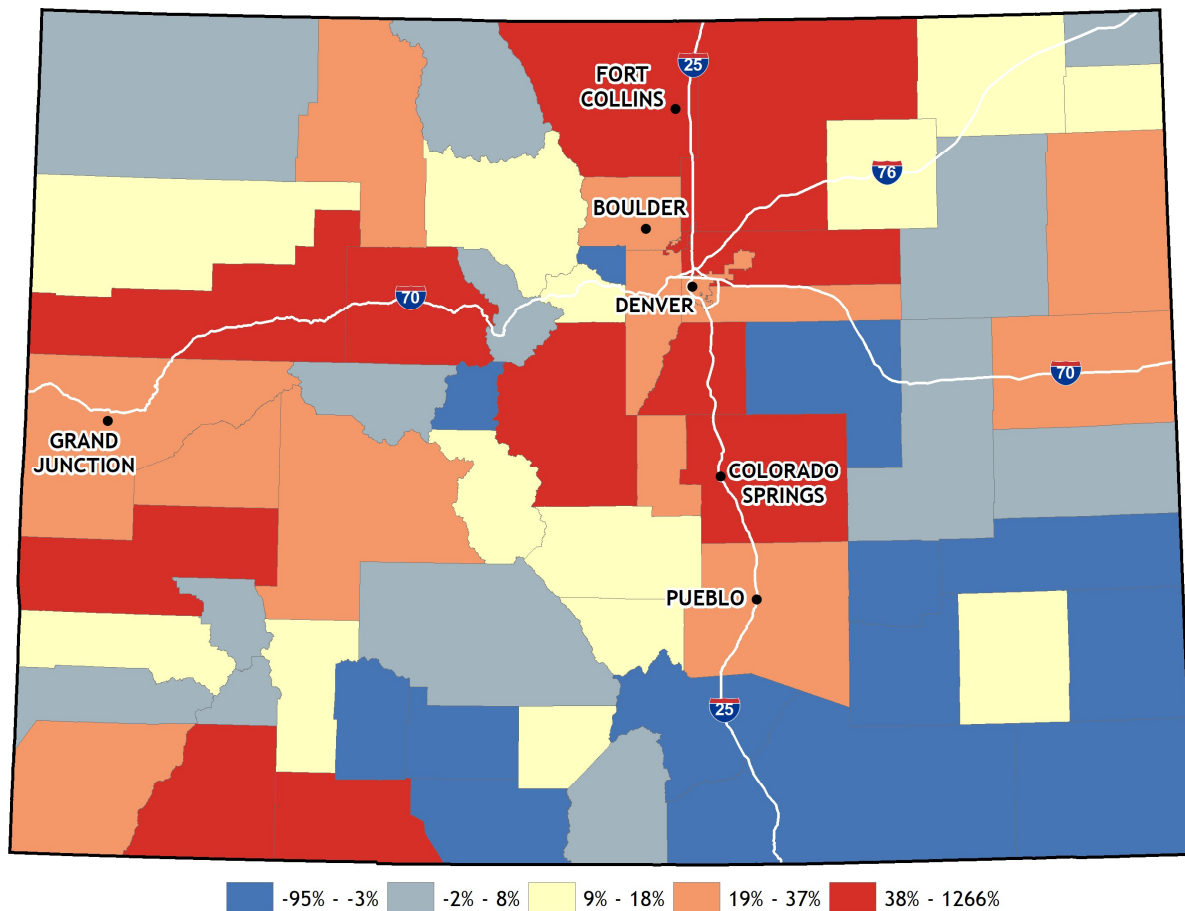 25
FORT
COLLINS
76
BOULDER
70
DENVER
70
GRAND
JUNCTION
COLORADO
SPRINGS
PUEBLO
25
-95% - -3%
-2% - 8%
9% - 18%
19% - 37%
38% - 1266%